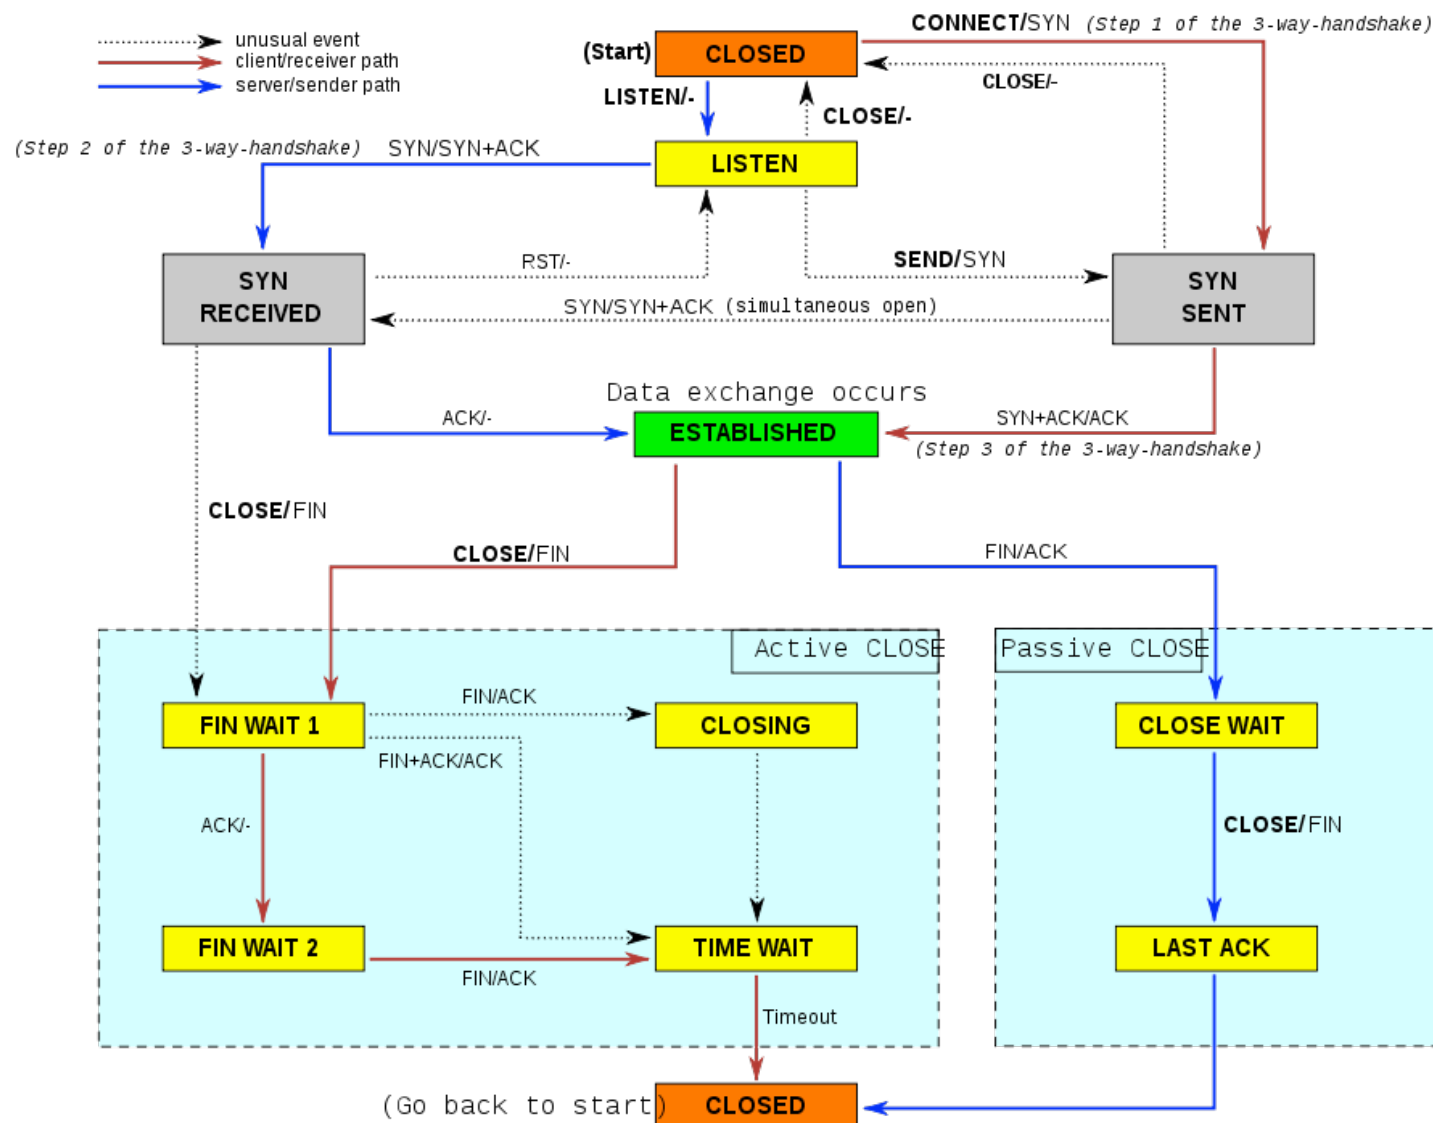 unusual event
client/receiver path
server/sender path
(Start)
CLOSED
CONNECT/SYN (Step 1 of the 3-way-handshake)
CLOSE/-
LISTEN/-
CLOSE/-
(Step 2 of the 3-way-handshake) SYN/SYN+ACK
LISTEN
RST/-
SEND/SYN
SYN
RECEIVED
SYN
SENT
SYN/SYN+ACK (simultaneous open)
Data exchange occurs
ACK/-
ESTABLISHED
SYN+ACK/ACK
(Step 3 of the 3-way-handshake)
CLOSE/FIN
CLOSE/FIN
FIN/ACK
Active CLOSE
Passive CLOSE
FIN WAIT 1
FIN/ACK
CLOSING
CLOSE WAIT
FIN+ACK/ACK
ACK/-
CLOSE/FIN
FIN WAIT 2
FIN/ACK
TIME WAIT
LAST ACK
Timeout
(Go back to start)
CLOSED